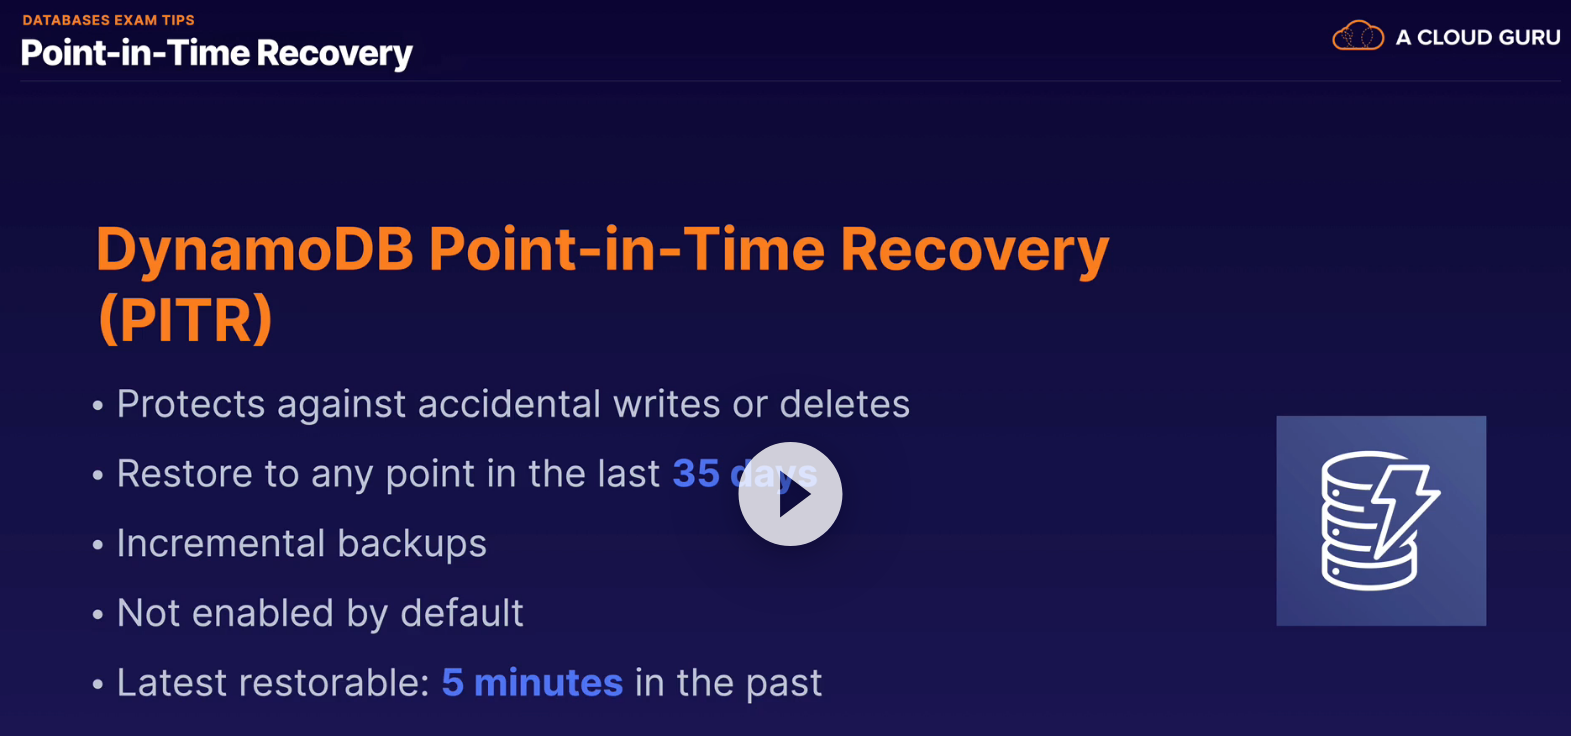 DATABASES EXAM TIPS
Point-in-Time Recovery
A CLOUD GURU
DynamoDB Point-in-Time Recovery
(PITR)
• Protects against accidental writes or deletes
• Restore to any point in the last 35 days
• Incremental backups
• Not enabled by default
• Latest restorable: 5 minutes in the past